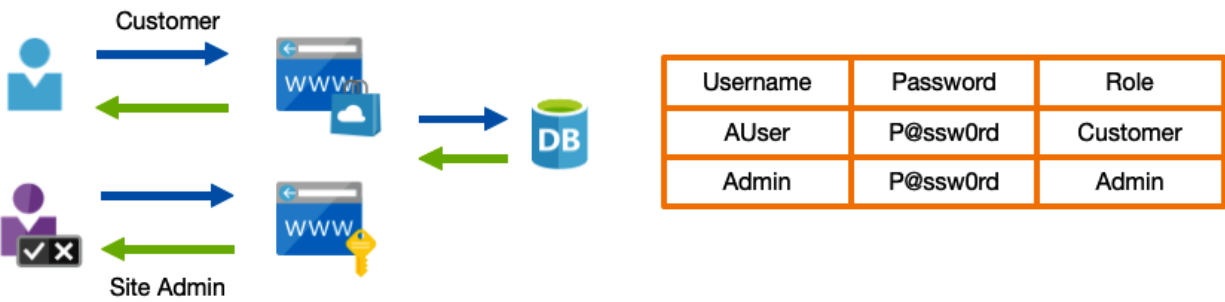 Customer
WWW
DB
WWW
Site Admin
Username Password Role
AUser P@ssw0rd Customer
Admin P@ssw0rd Admin